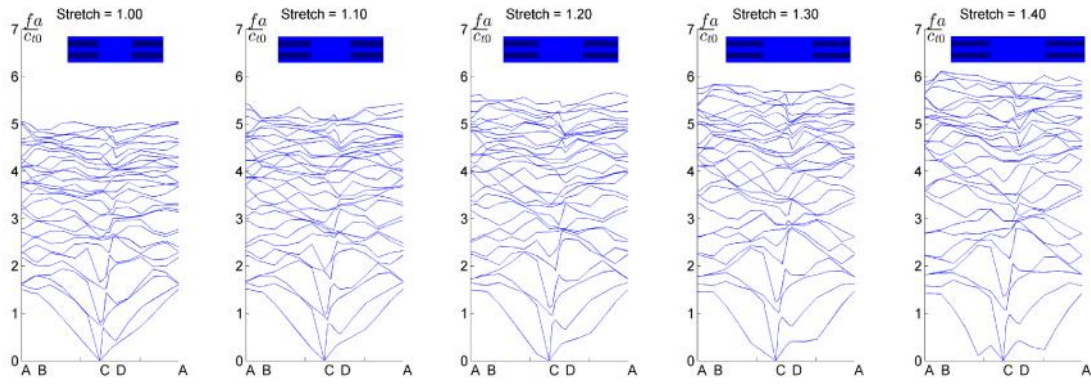 Stretch = 1.00
7 fa/c_t0
6
5
4
3
2
1
0
A B C D A
Stretch = 1.10
7 fa/c_t0
6
5
4
3
2
1
0
A B C D A
Stretch = 1.20
7 fa/c_t0
6
5
4
3
2
1
0
A B C D A
Stretch = 1.30
7 fa/c_t0
6
5
4
3
2
1
0
A B C D A
Stretch = 1.40
7 fa/c_t0
6
5
4
3
2
1
0
A B C D A